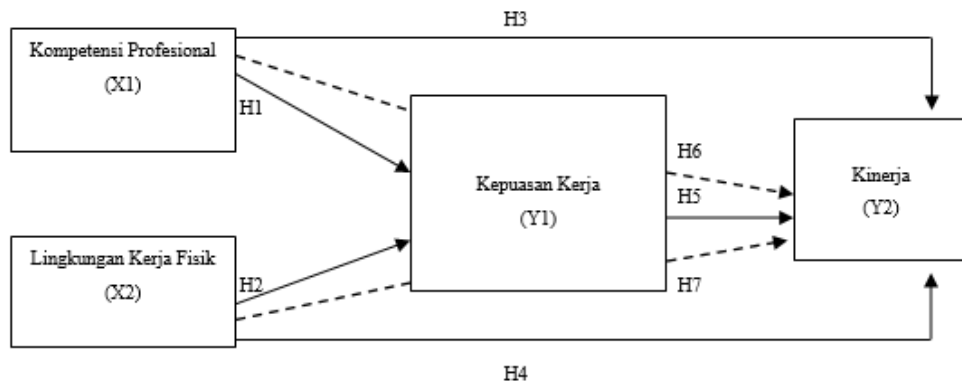 H3
Kompetensi Profesional
(X1)
H1
Kepuasan Kerja
(Y1)
H6
H5
H7
Kinerja
(Y2)
Lingkungan Kerja Fisik
(X2)
H2
H4